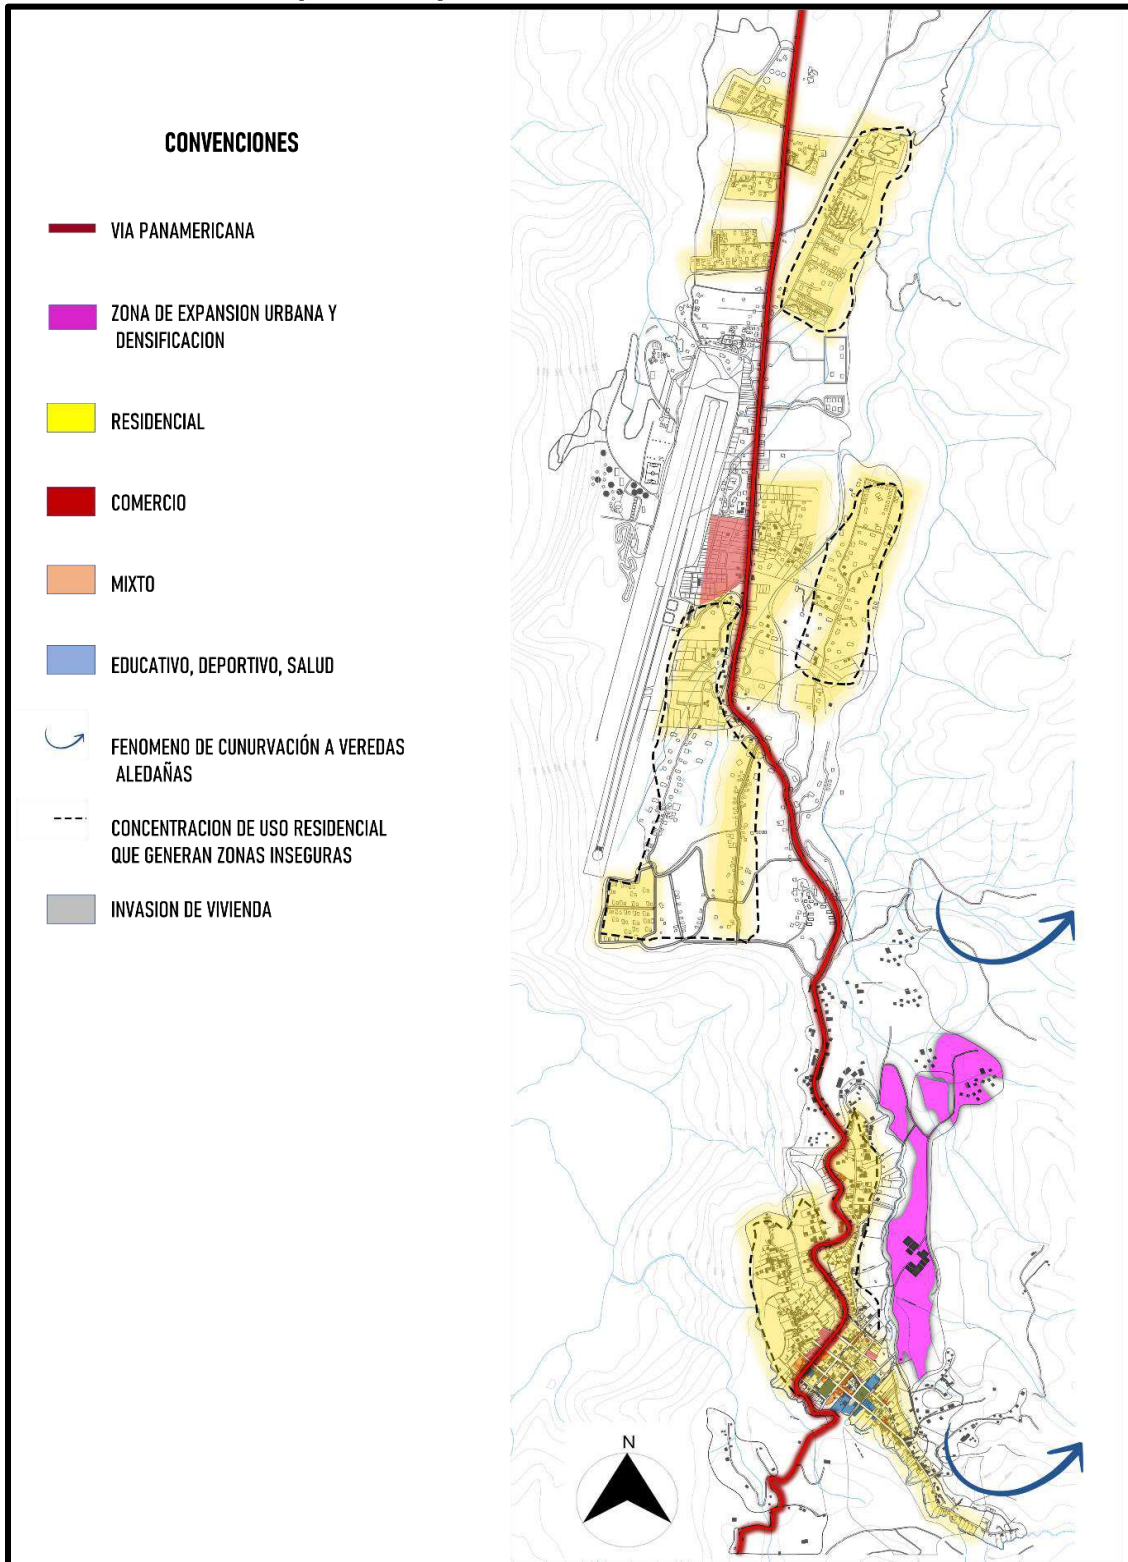 CONVENCIONES
VIA PANAMERICANA
ZONA DE EXPANSION URBANA Y
DENSIFICACION
RESIDENCIAL
COMERCIO
MIXTO
EDUCATIVO, DEPORTIVO, SALUD
FENOMENO DE CUNURVACIÓN A VEREDAS
ALEDAÑAS
CONCENTRACION DE USO RESIDENCIAL
QUE GENERAN ZONAS INSEGURAS
INVASION DE VIVIENDA
N